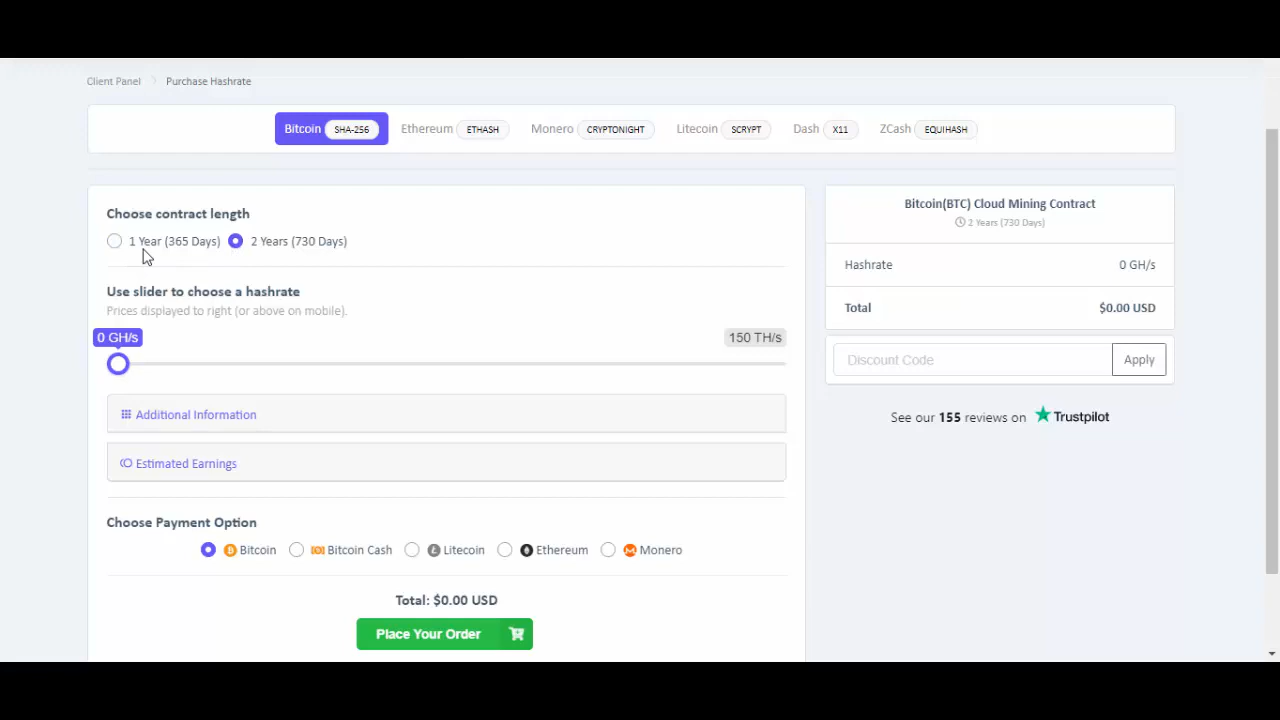 Client Panel Purchase Hashrate
Bitcoin SHA-256 Ethereum ETHASH Monero CRYPTONIGHT Litecoin SCRYPT Dash X11 ZCash EQUIHASH
Choose contract length
1 Year (365 Days) 2 Years (730 Days)
Use slider to choose a hashrate
Prices displayed to right (or above on mobile).
0 GH/s 150 TH/s
Additional Information
Estimated Earnings
Choose Payment Option
Bitcoin Bitcoin Cash Litecoin Ethereum Monero
Total: $0.00 USD
Place Your Order
Bitcoin(BTC) Cloud Mining Contract
2 Years (730 Days)
Hashrate 0 GH/s
Total $0.00 USD
Discount Code Apply
See our 155 reviews on Trustpilot